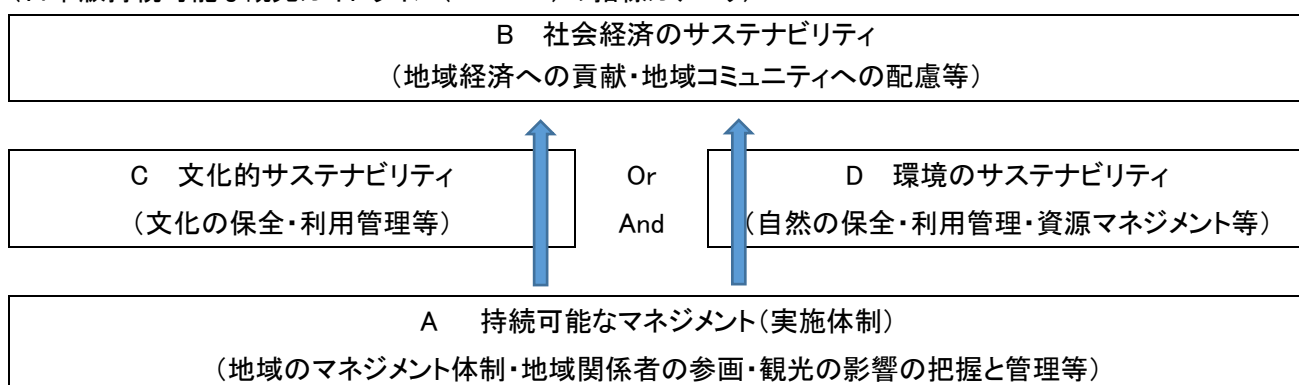 B 社会経済のサステナビリティ
（地域経済への貢献・地域コミュニティへの配慮等）
C 文化的サステナビリティ
（文化の保全・利用管理等）
Or
And
D 環境のサステナビリティ
（自然の保全・利用管理・資源マネジメント等）
A 持続可能なマネジメント（実施体制）
（地域のマネジメント体制・地域関係者の参画・観光の影響の把握と管理等）